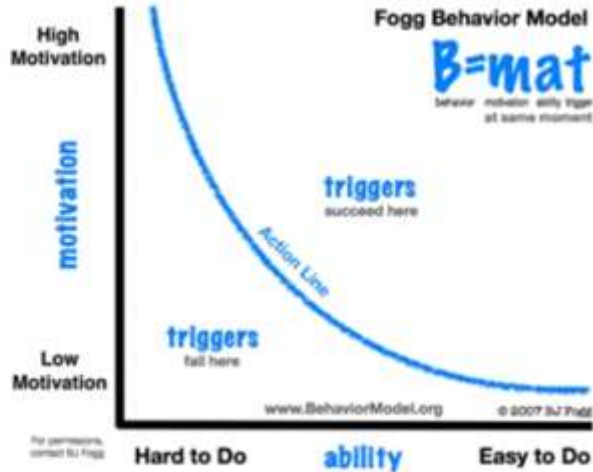 Fogg Behavior Model
B=mat
behavior motivation ability trigger
at same moment
High
Motivation
motivation
triggers
succeed here
Action Line
triggers
fail here
Low
Motivation
www.BehaviorModel.org
© 2007 BJ Fogg
For permissions,
contact BJ Fogg
Hard to Do
ability
Easy to Do